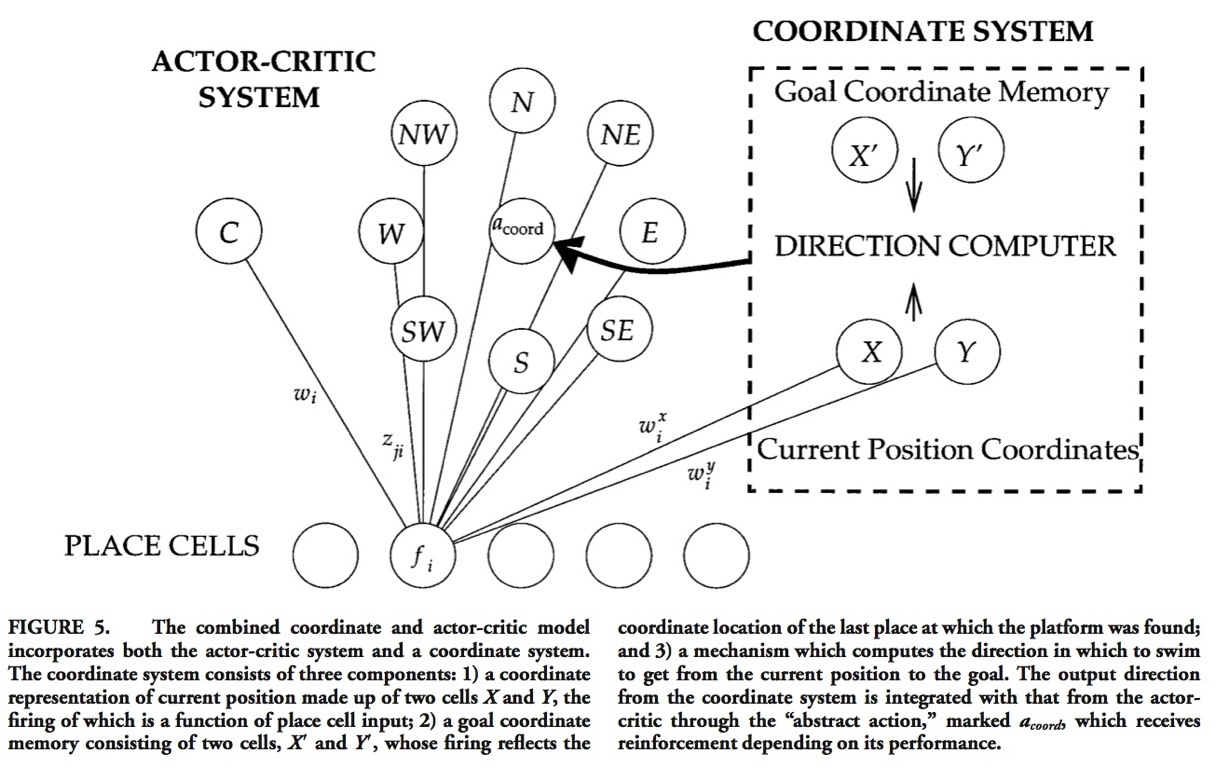 ACTOR-CRITIC
SYSTEM
COORDINATE SYSTEM
Goal Coordinate Memory
N
NW
NE
X′
Y′
C
W
a_coord
E
DIRECTION COMPUTER
SW
S
SE
X
Y
w_i
z_ji
w_i^x
w_i^y
Current Position Coordinates
PLACE CELLS
f_i
FIGURE 5. The combined coordinate and actor-critic model
incorporates both the actor-critic system and a coordinate system.
The coordinate system consists of three components: 1) a coordinate
representation of current position made up of two cells X and Y, the
firing of which is a function of place cell input; 2) a goal coordinate
memory consisting of two cells, X′ and Y′, whose firing reflects the
coordinate location of the last place at which the platform was found;
and 3) a mechanism which computes the direction in which to swim
to get from the current position to the goal. The output direction
from the coordinate system is integrated with that from the actor-
critic through the “abstract action,” marked a_coord, which receives
reinforcement depending on its performance.